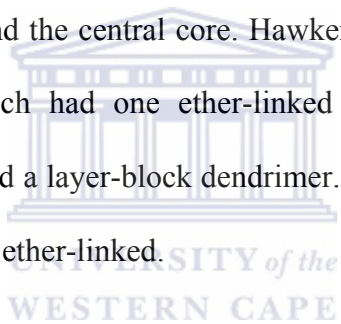 nd the central core. Hawker
ch had one ether-linked
d a layer-block dendrimer.
ether-linked.
UNIVERSITY of the
WESTERN CAPE